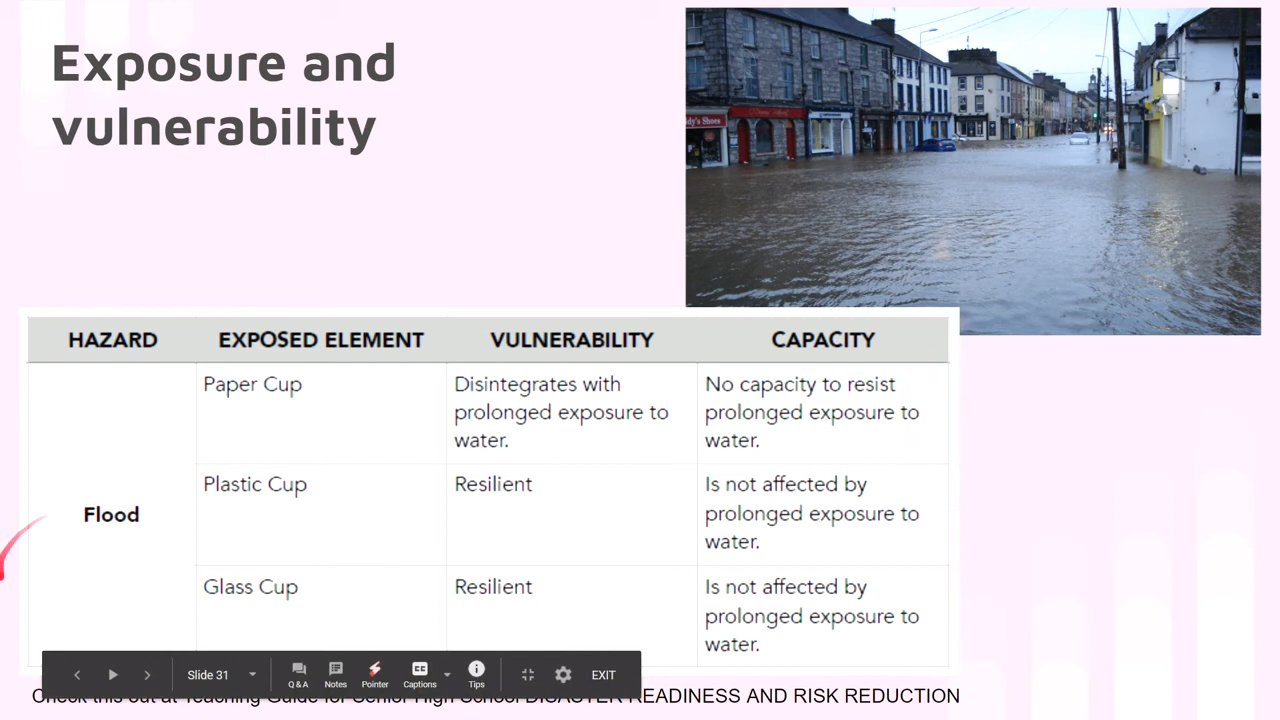 Exposure and
vulnerability
dy's Shoes
HAZARD EXPOSED ELEMENT VULNERABILITY CAPACITY
Flood
Paper Cup
Disintegrates with
prolonged exposure to
water.
No capacity to resist
prolonged exposure to
water.
Plastic Cup
Resilient
Is not affected by
prolonged exposure to
water.
Glass Cup
Resilient
Is not affected by
prolonged exposure to
water.
Slide 31
Q & A
Notes
Pointer
CC
Captions
Tips
EXIT
Check this out at Teaching Guide for Senior High School DISASTER READINESS AND RISK REDUCTION